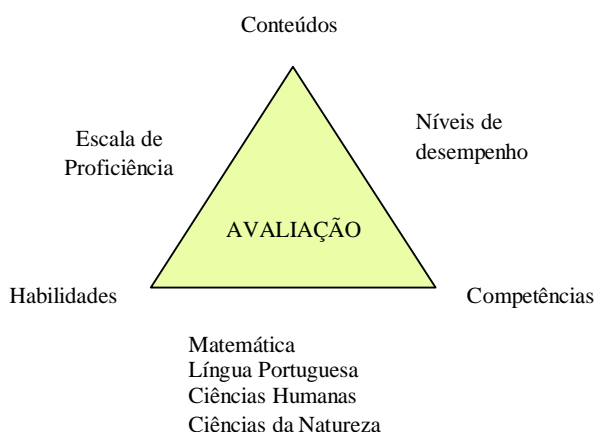 Conteúdos
Escala de
Proficiência
Níveis de
desempenho
AVALIAÇÃO
Habilidades
Competências
Matemática
Língua Portuguesa
Ciências Humanas
Ciências da Natureza